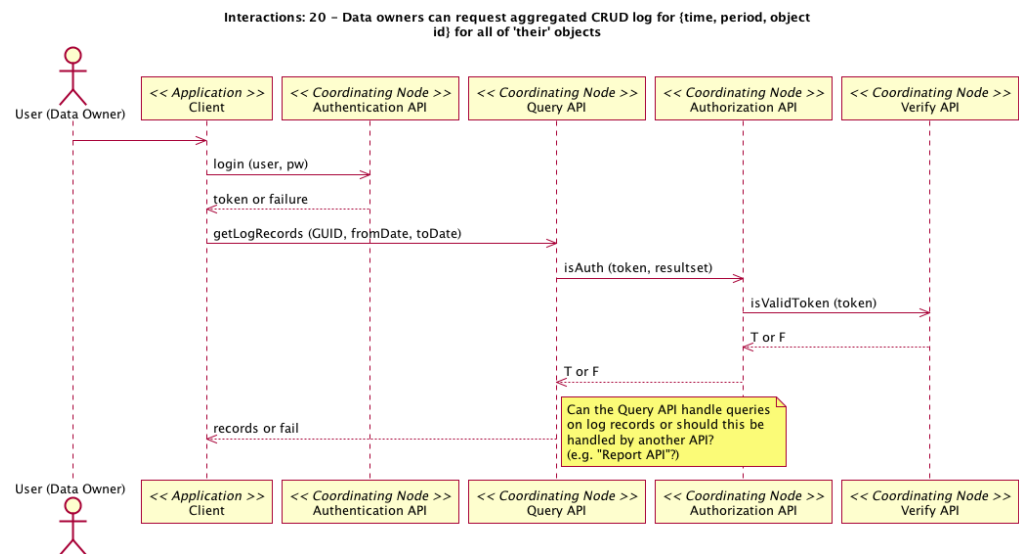 Interactions: 20 - Data owners can request aggregated CRUD log for {time, period, object
id} for all of 'their' objects
User (Data Owner)
<< Application >>
Client
<< Coordinating Node >>
Authentication API
<< Coordinating Node >>
Query API
<< Coordinating Node >>
Authorization API
<< Coordinating Node >>
Verify API
login (user, pw)
token or failure
getLogRecords (GUID, fromDate, toDate)
isAuth (token, resultset)
isValidToken (token)
T or F
T or F
Can the Query API handle queries
on log records or should this be
handled by another API?
(e.g. "Report API"?)
records or fail
User (Data Owner)
<< Application >>
Client
<< Coordinating Node >>
Authentication API
<< Coordinating Node >>
Query API
<< Coordinating Node >>
Authorization API
<< Coordinating Node >>
Verify API